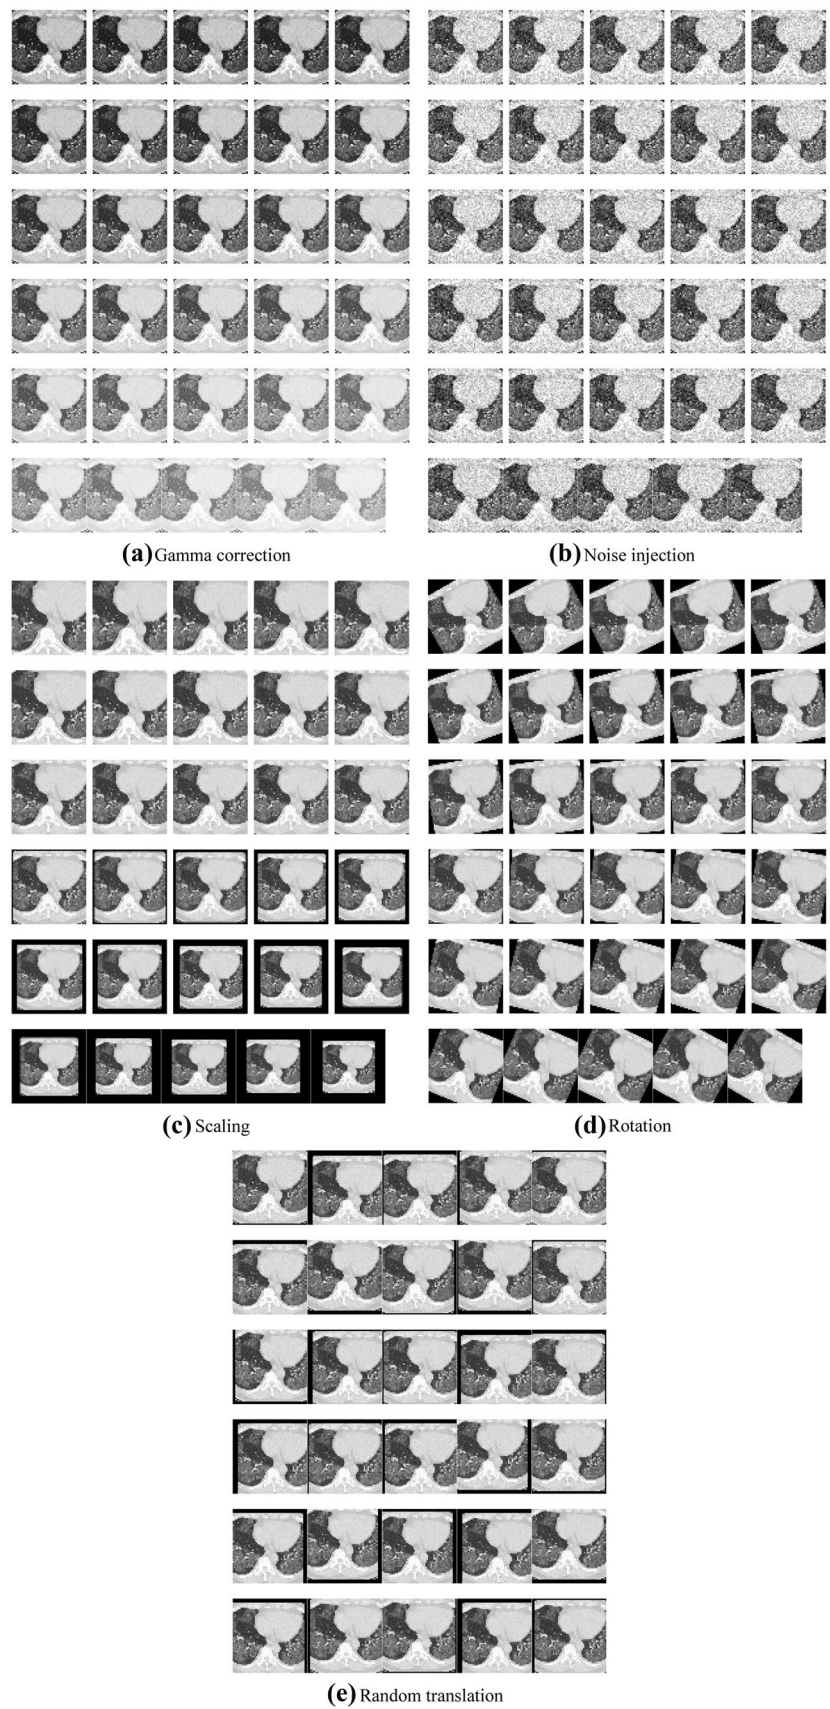 (a) Gamma correction
(b) Noise injection
(c) Scaling
(d) Rotation
(e) Random translation